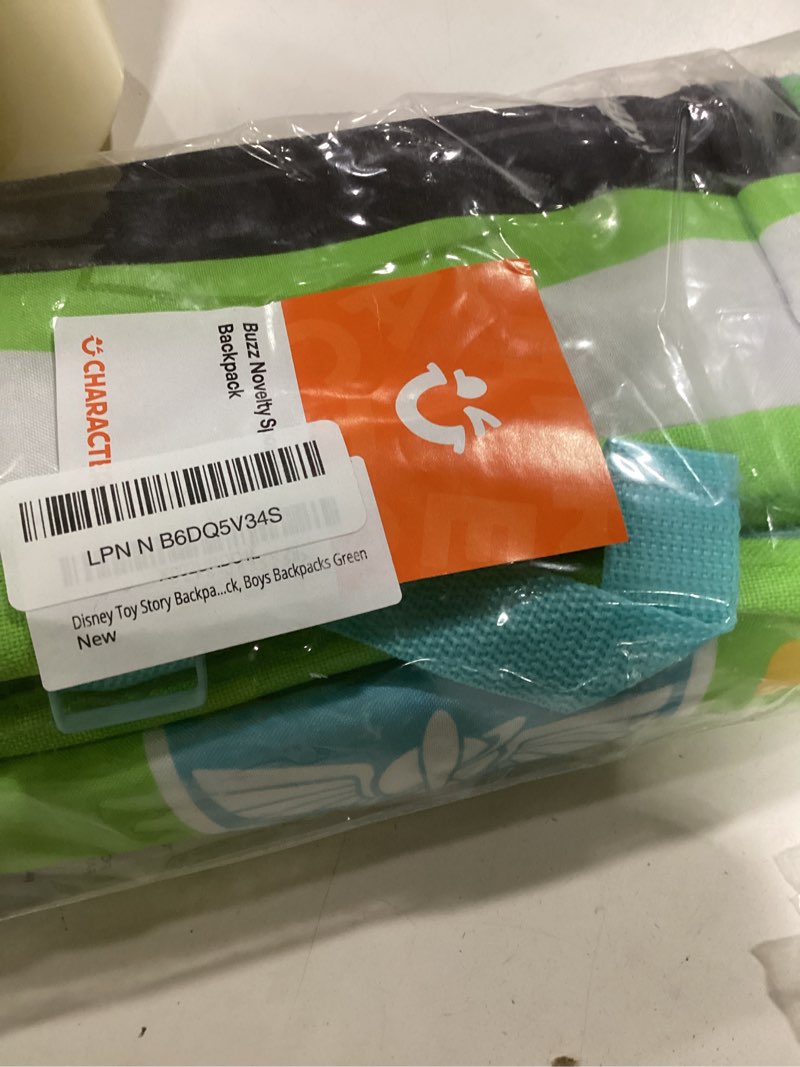 Buzz Novelty
Backpack
CHARACT
LPN N B6DQ5V34S
Disney Toy Story Backpa...ck, Boys Backpacks Green
New